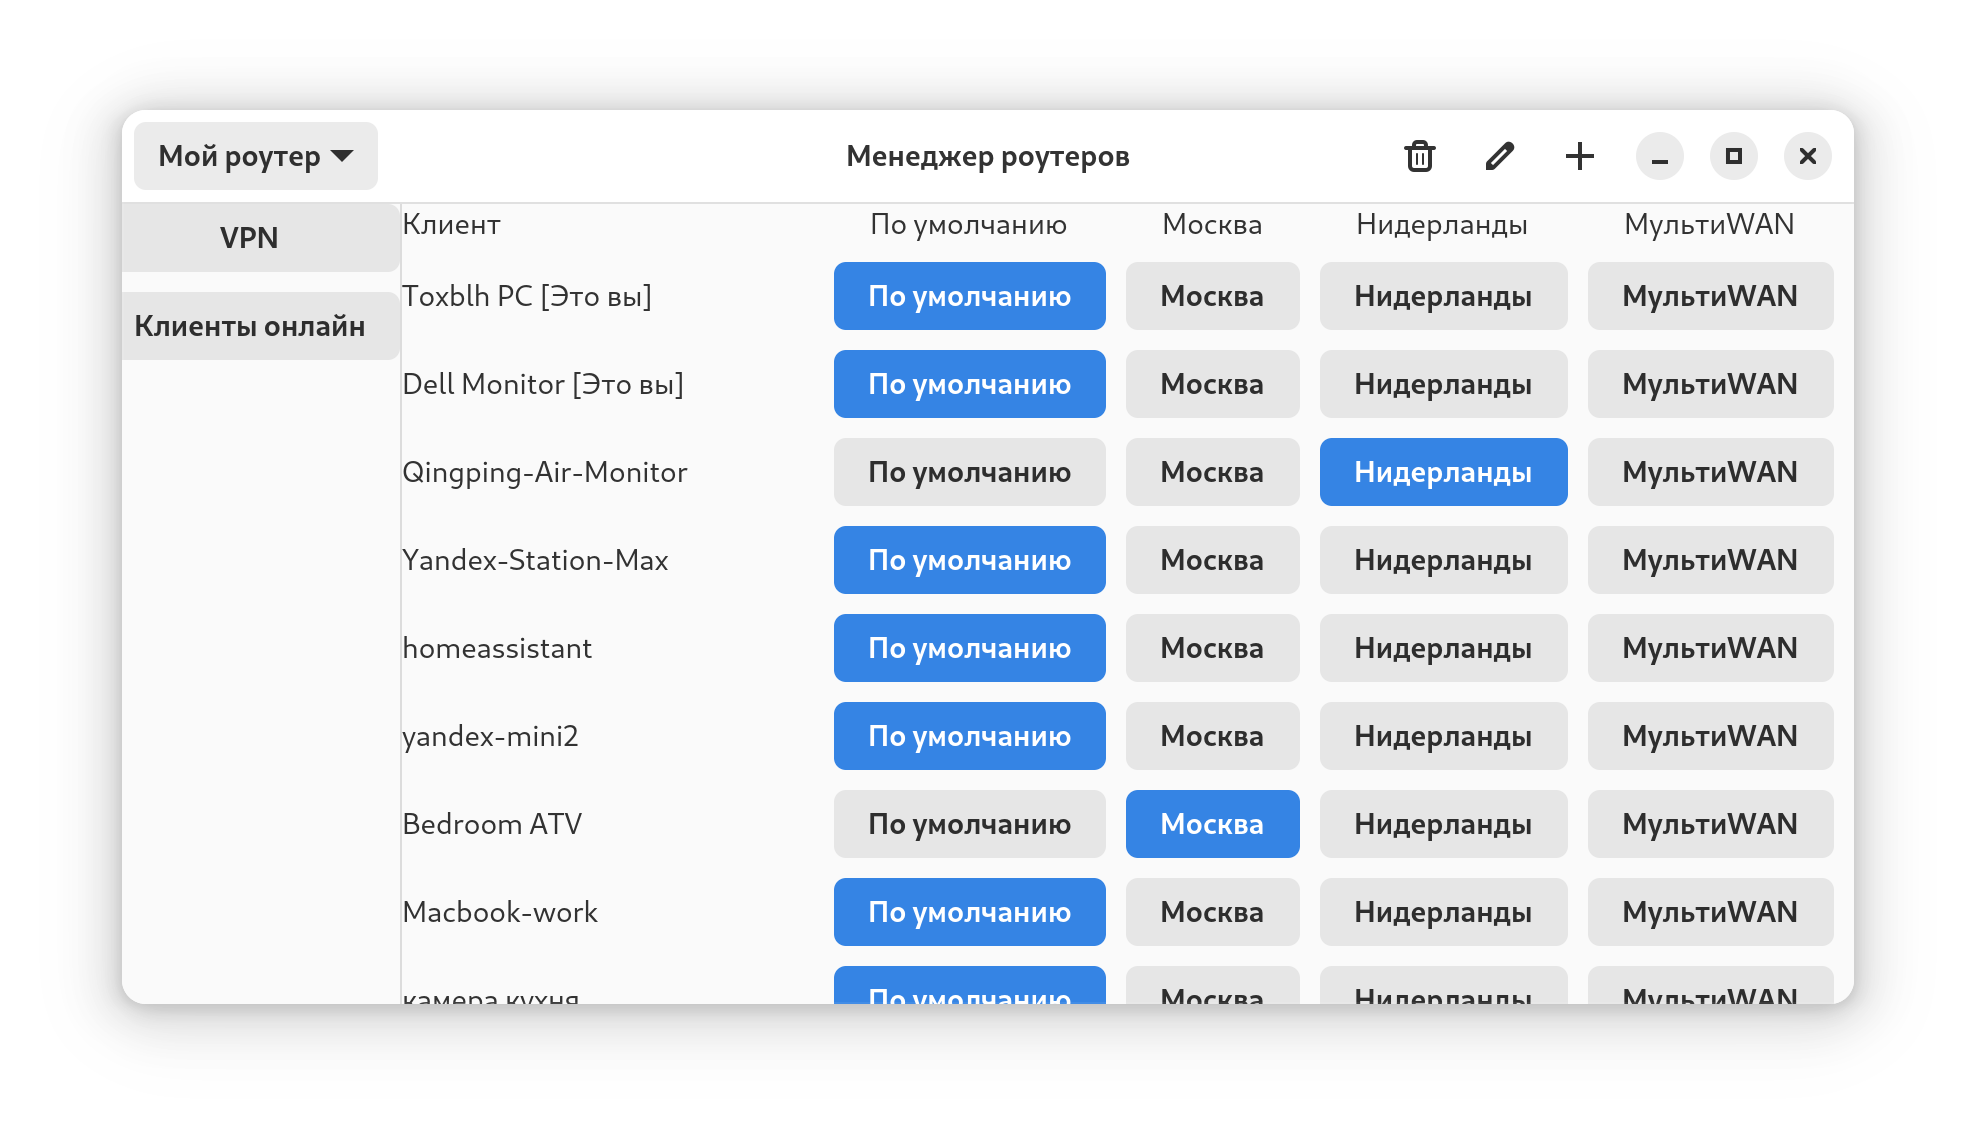 Мой роутер Менеджер роутеров
VPN
Клиенты онлайн
Клиент По умолчанию Москва Нидерланды МультиWAN
Toxblh PC [Это вы] По умолчанию Москва Нидерланды МультиWAN
Dell Monitor [Это вы] По умолчанию Москва Нидерланды МультиWAN
Qingping-Air-Monitor По умолчанию Москва Нидерланды МультиWAN
Yandex-Station-Max По умолчанию Москва Нидерланды МультиWAN
homeassistant По умолчанию Москва Нидерланды МультиWAN
yandex-mini2 По умолчанию Москва Нидерланды МультиWAN
Bedroom ATV По умолчанию Москва Нидерланды МультиWAN
Macbook-work По умолчанию Москва Нидерланды МультиWAN
камера кухня По умолчанию Москва Нидерланды МультиWAN